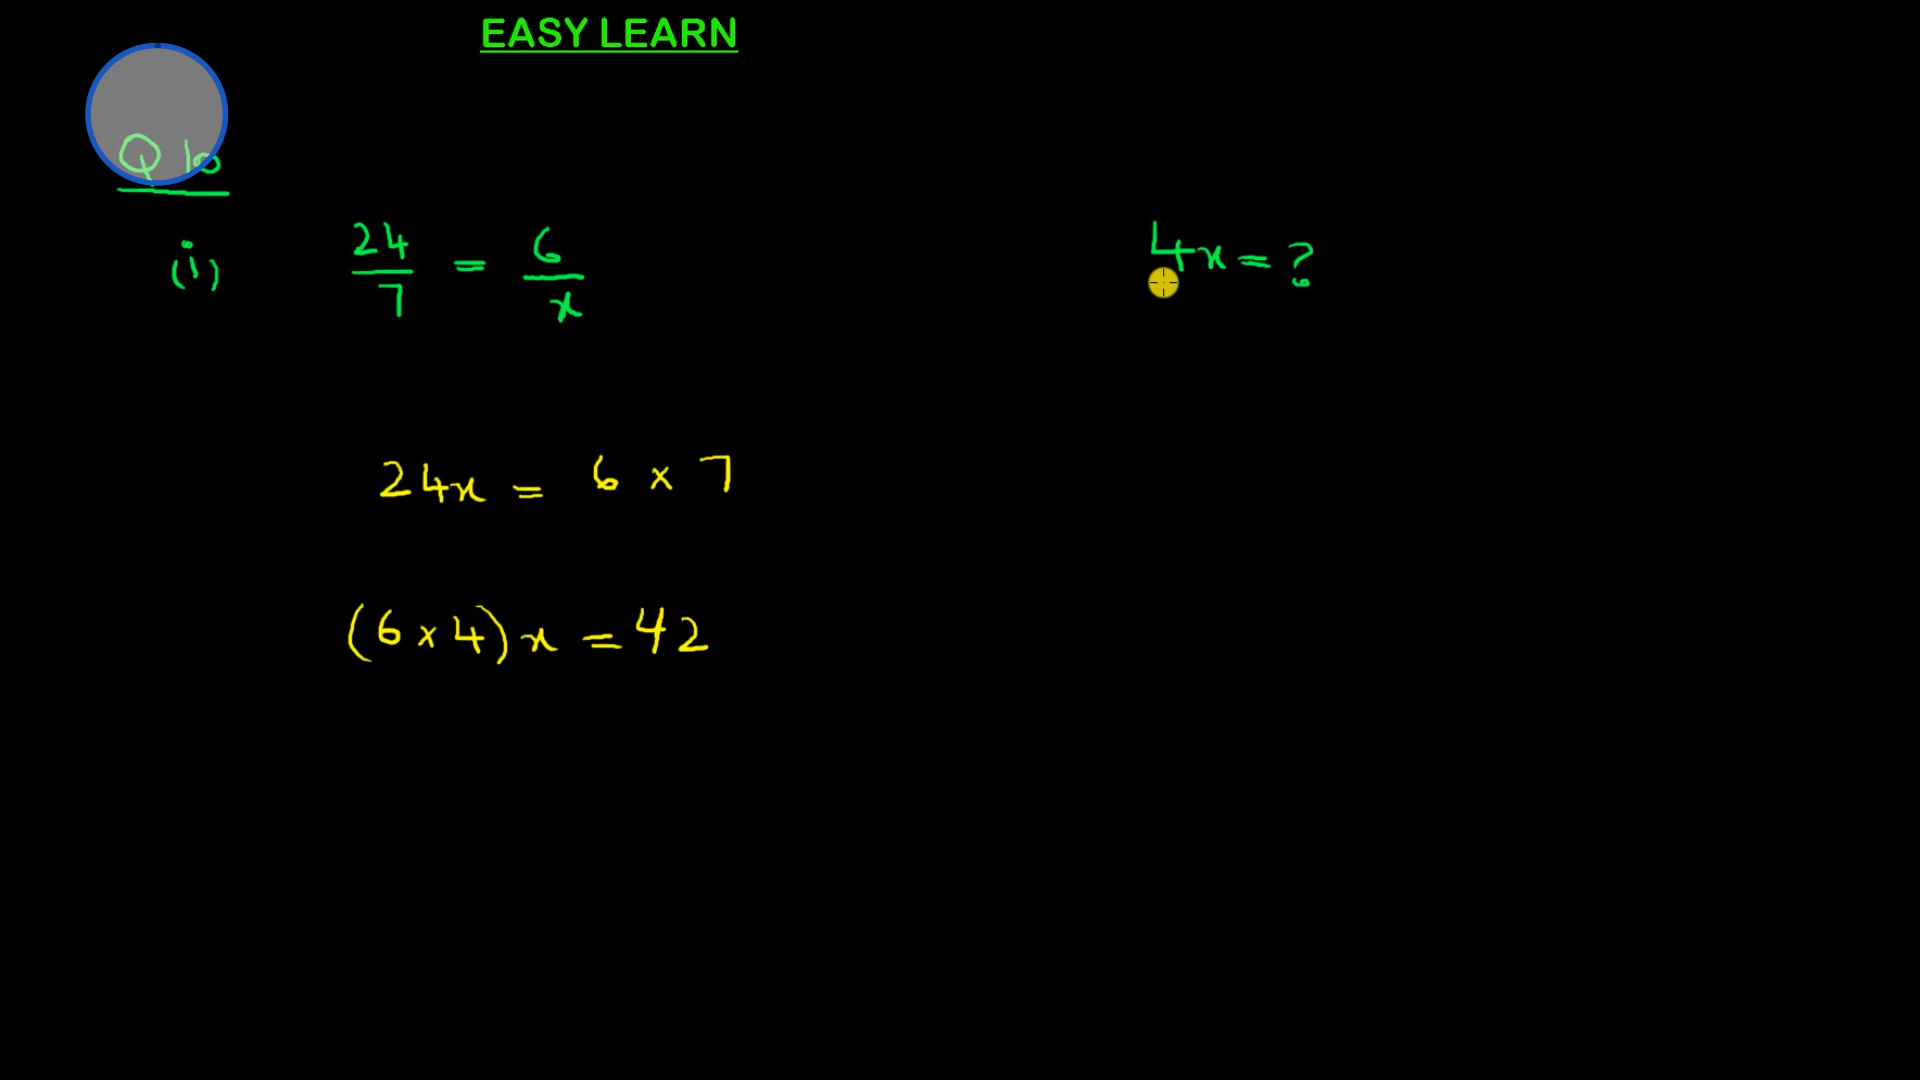 EASY LEARN
Q 10
(i) 24/7 = 6/x
4x = ?
24x = 6 × 7
(6 × 4)x = 42